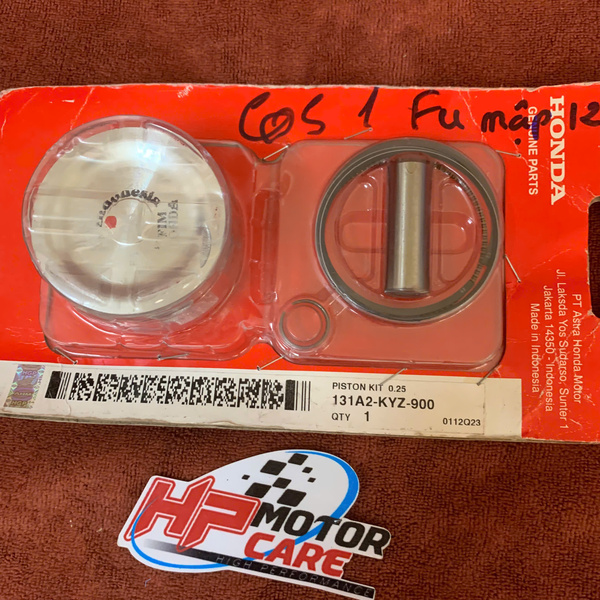 COS 1 Fu mập 12
HONDA
GENUINE PARTS
Indonesia
FIM
PT Astra Honda Motor
Jl. Laksda Yos Sudarso, Sunter 1
Jakarta 14350 - Indonesia
Made in Indonesia
PISTON KIT 0.25
131A2-KYZ-900
QTY 1
0112Q23
HP MOTOR
CARE
HIGH PERFORMANCE